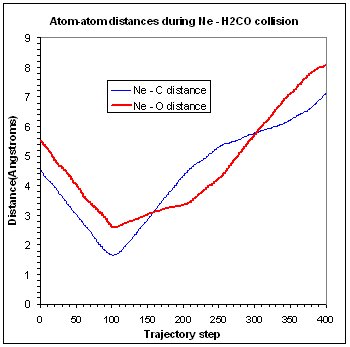 Atom-atom distances during Ne - H2CO collision
Ne - C distance
Ne - O distance
Distance(Angstroms)
9
8
7
6
5
4
3
2
1
0
0 50 100 150 200 250 300 350 400
Trajectory step